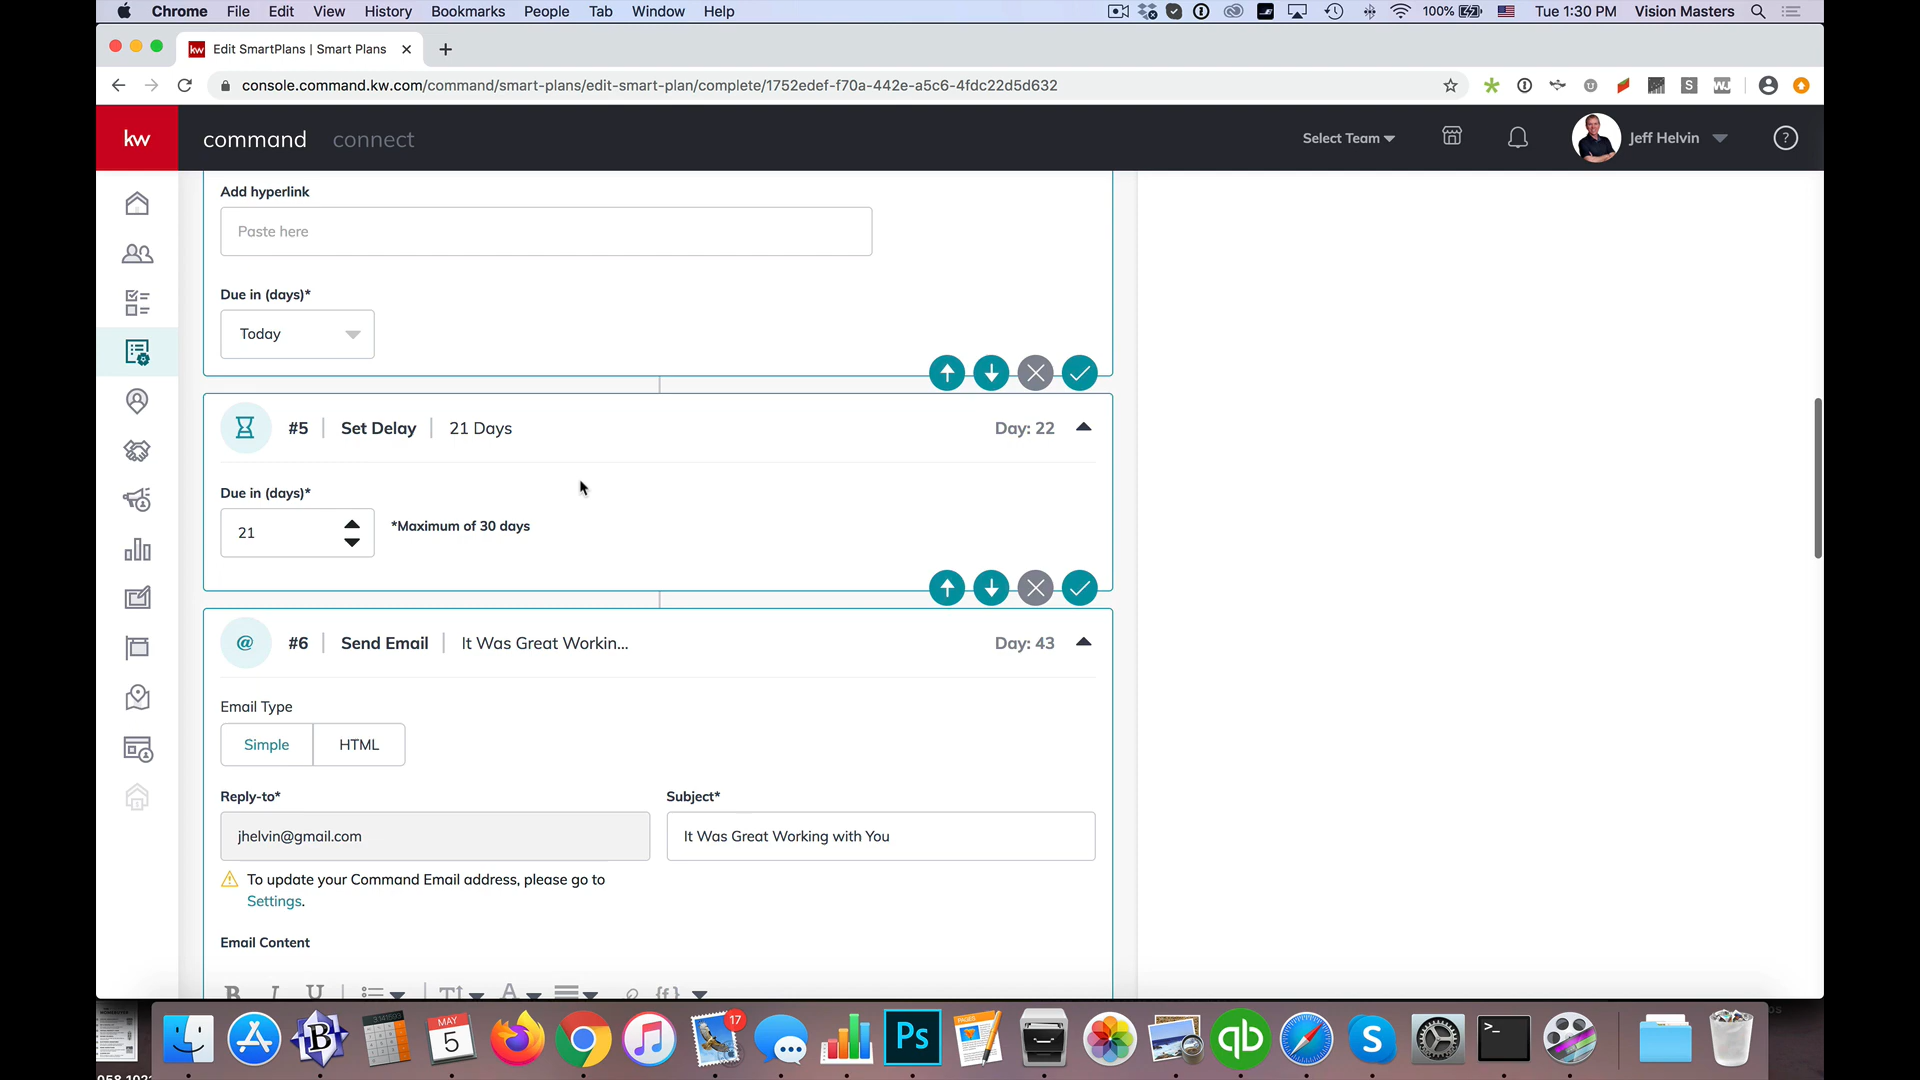 Chrome File Edit View History Bookmarks People Tab Window Help 100% Tue 1:30 PM Vision Masters
kw Edit SmartPlans | Smart Plans
console.command.kw.com/command/smart-plans/edit-smart-plan/complete/1752edef-f70a-442e-a5c6-4fdc22d5d632
kw command connect Select Team Jeff Helvin ?
Add hyperlink
Paste here
Due in (days)*
Today
#5 Set Delay 21 Days Day: 22
Due in (days)*
21 *Maximum of 30 days
@ #6 Send Email It Was Great Workin... Day: 43
Email Type
Simple HTML
Reply-to* Subject*
jhelvin@gmail.com It Was Great Working with You
To update your Command Email address, please go to
Settings.
Email Content
B I U
MAY 5 17 PAGES Ps qb S